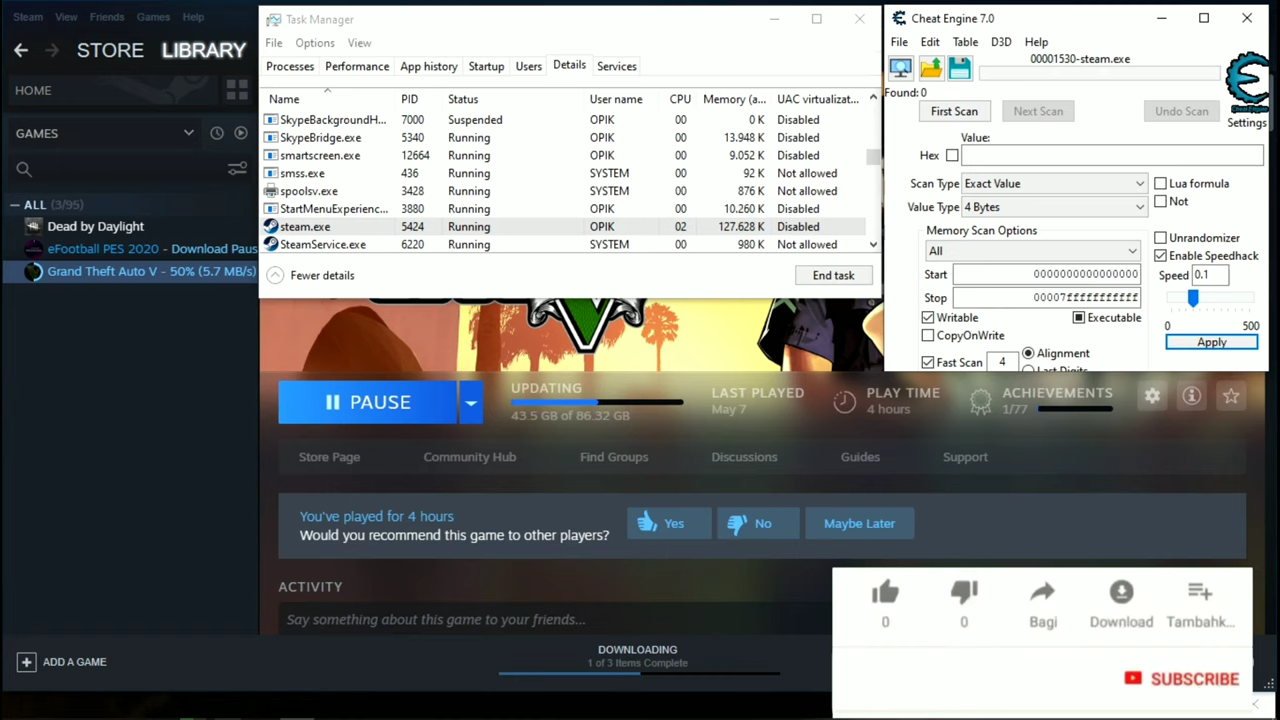 Steam View Friends Games Help
STORE LIBRARY
HOME
GAMES
ALL (3/95)
Dead by Daylight
eFootball PES 2020 - Download Paus
Grand Theft Auto V - 50% (5.7 MB/s)
ADD A GAME
Task Manager
File Options View
Processes Performance App history Startup Users Details Services
Name PID Status User name CPU Memory (a... UAC virtualizat...
SkypeBackgroundH... 7000 Suspended OPIK 00 0 K Disabled
SkypeBridge.exe 5340 Running OPIK 00 13.948 K Disabled
smartscreen.exe 12664 Running OPIK 00 9.052 K Disabled
smss.exe 436 Running SYSTEM 00 92 K Not allowed
spoolsv.exe 3428 Running SYSTEM 00 876 K Not allowed
StartMenuExperienc... 3880 Running OPIK 00 10.260 K Disabled
steam.exe 5424 Running OPIK 02 127.628 K Disabled
SteamService.exe 6220 Running SYSTEM 00 980 K Not allowed
Fewer details End task
Cheat Engine 7.0
File Edit Table D3D Help
00001530-steam.exe
Found: 0
First Scan Next Scan Undo Scan
Settings
Value:
Hex
Scan Type Exact Value
Lua formula
Not
Value Type 4 Bytes
Memory Scan Options
All
Unrandomizer
Enable Speedhack
Start 0000000000000000
Speed 0.1
Stop 00007fffffffffff
Writable Executable
CopyOnWrite
0 500
Apply
Fast Scan 4 Alignment
Last Digits
V
PAUSE
UPDATING
43.5 GB of 86.32 GB
LAST PLAYED
May 7
PLAY TIME
4 hours
ACHIEVEMENTS
1/77
Store Page Community Hub Find Groups Discussions Guides Support
You've played for 4 hours
Would you recommend this game to other players?
Yes No Maybe Later
ACTIVITY
Say something about this game to your friends...
DOWNLOADING
1 of 3 Items Complete
0 0 Bagi Download Tambahk...
SUBSCRIBE